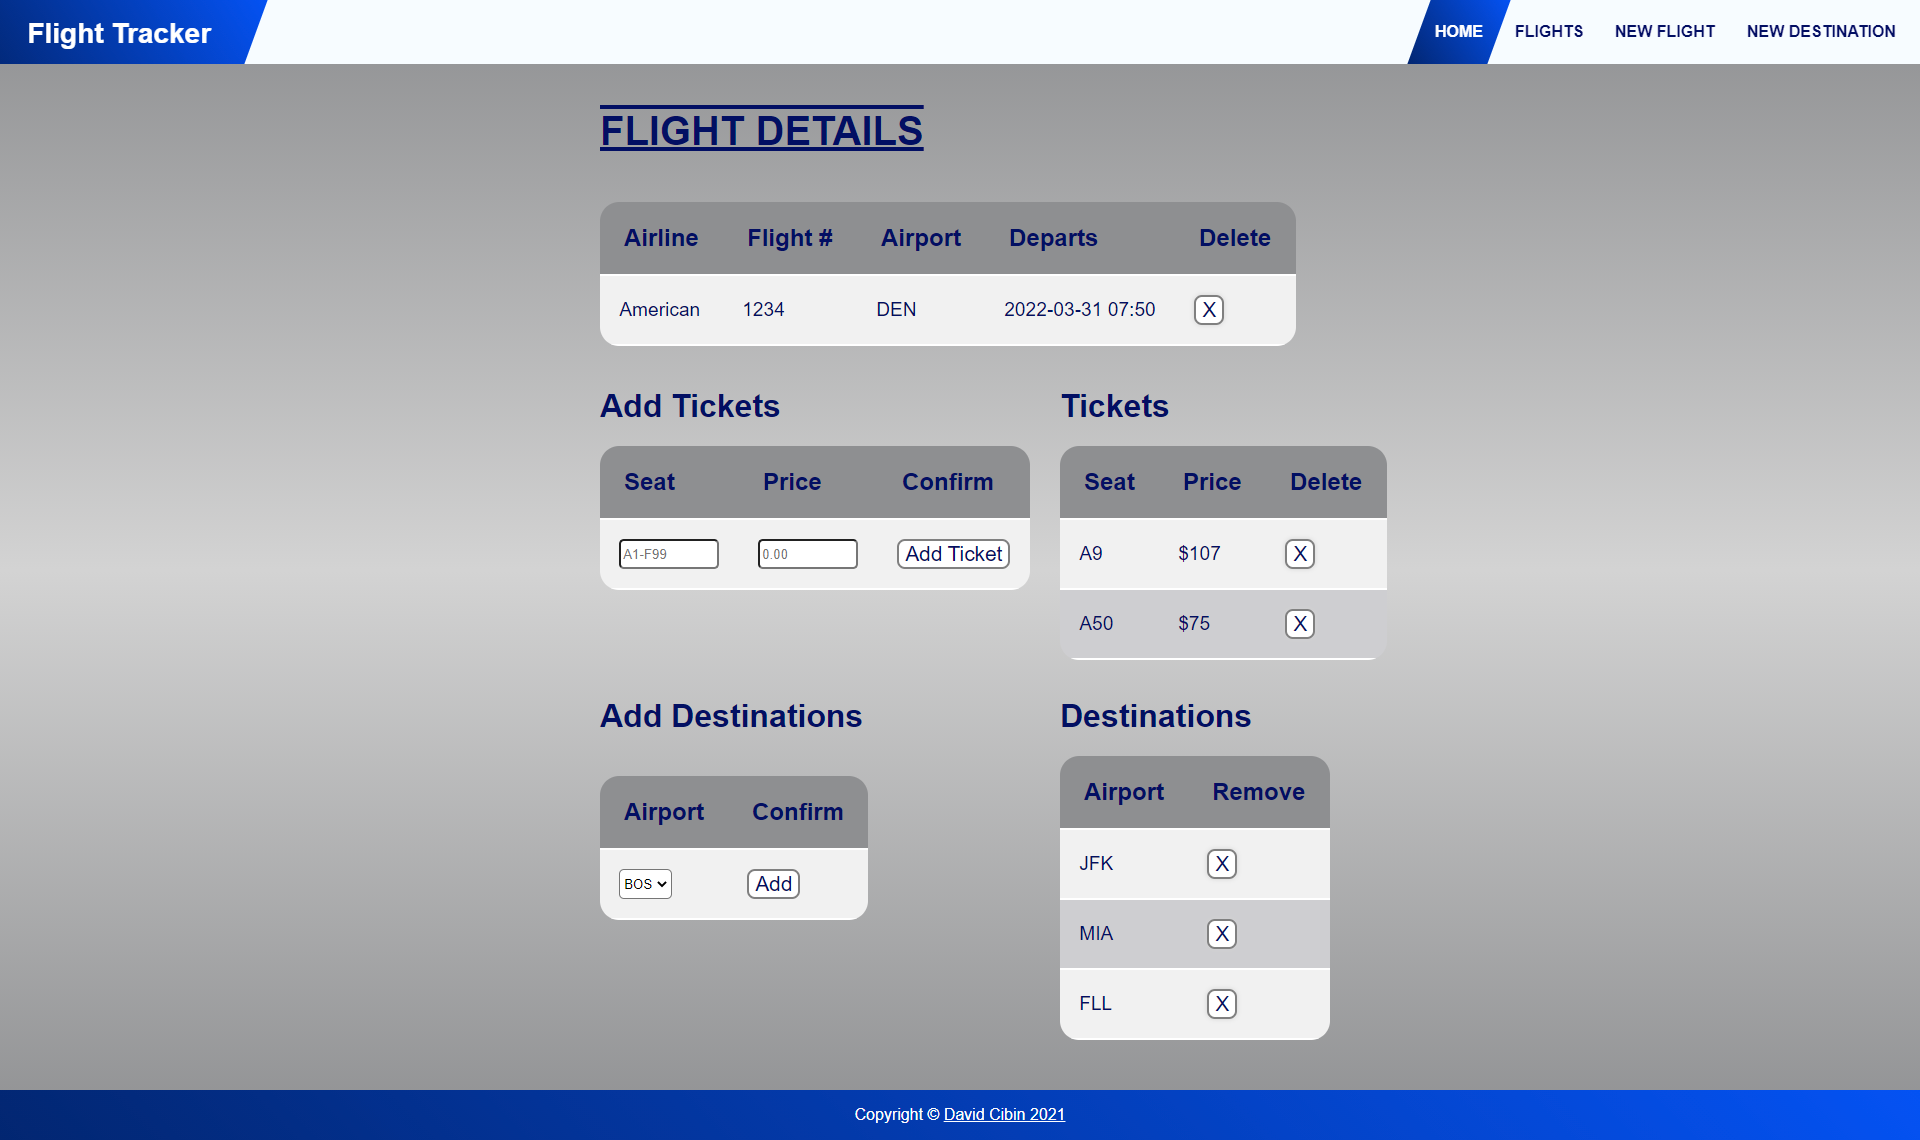 Flight Tracker
HOME FLIGHTS NEW FLIGHT NEW DESTINATION
FLIGHT DETAILS
Airline Flight # Airport Departs Delete
American 1234 DEN 2022-03-31 07:50 X
Add Tickets
Seat Price Confirm
A1-F99 0.00 Add Ticket
Tickets
Seat Price Delete
A9 $107 X
A50 $75 X
Add Destinations
Airport Confirm
BOS Add
Destinations
Airport Remove
JFK X
MIA X
FLL X
Copyright © David Cibin 2021